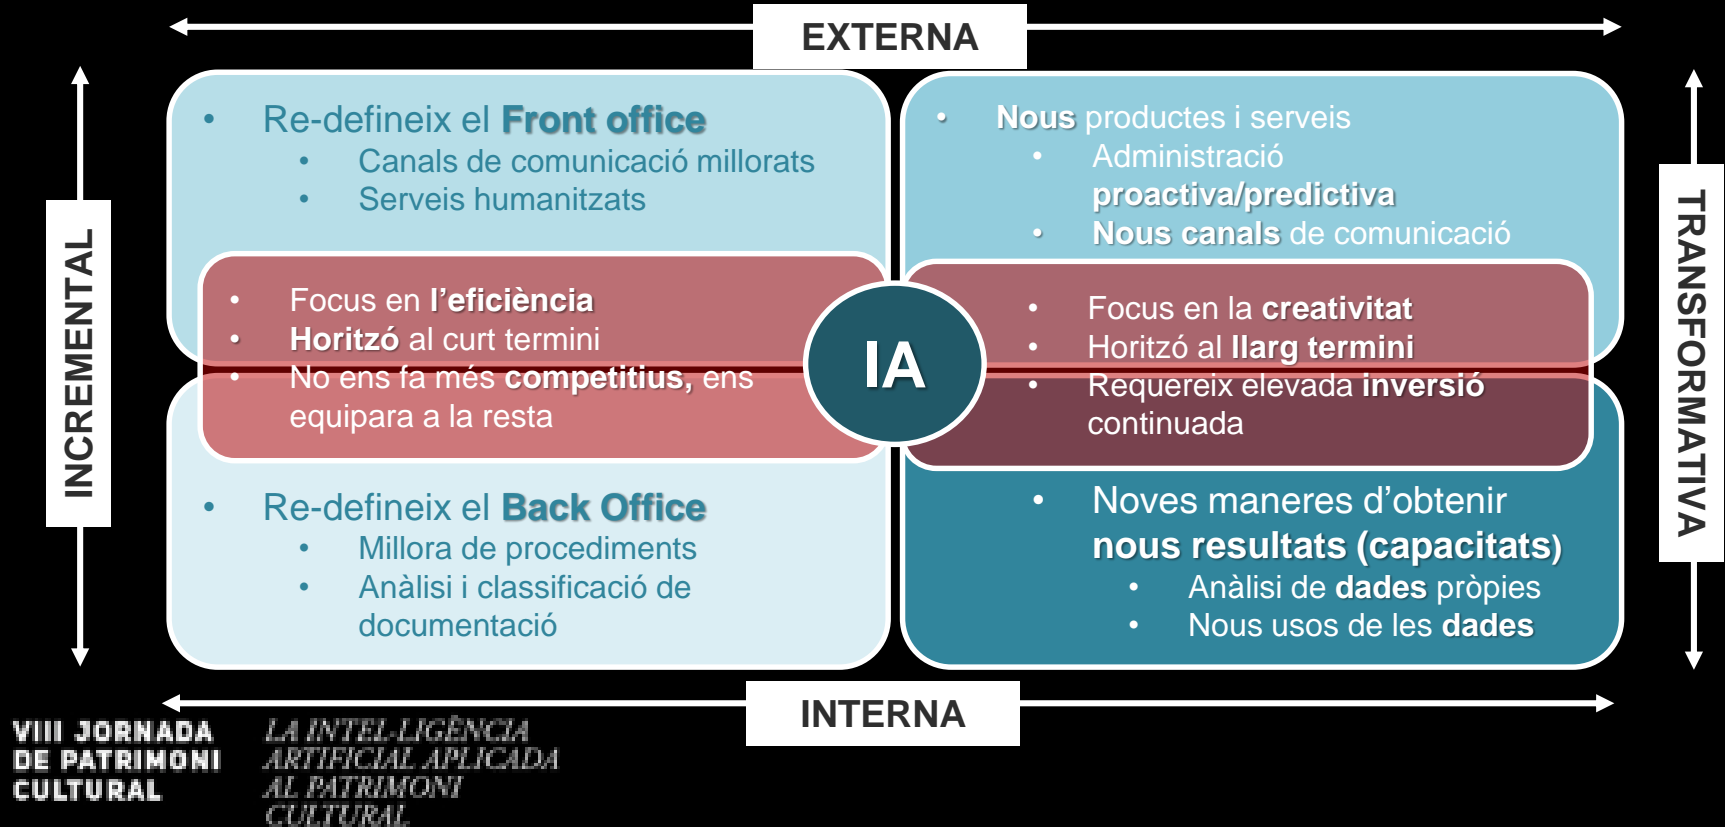 EXTERNA
INCREMENTAL
• Re-defineix el Front office
• Canals de comunicació millorats
• Serveis humanitzats
• Nous productes i serveis
• Administració
proactiva/predictiva
• Nous canals de comunicació
TRANSFORMATIVA
• Focus en l’eficiència
• Horitzó al curt termini
• No ens fa més competitius, ens
equipara a la resta
IA
• Focus en la creativitat
• Horitzó al llarg termini
• Requereix elevada inversió
continuada
• Re-defineix el Back Office
• Millora de procediments
• Anàlisi i classificació de
documentació
• Noves maneres d’obtenir
nous resultats (capacitats)
• Anàlisi de dades pròpies
• Nous usos de les dades
INTERNA
VIII JORNADA
DE PATRIMONI
CULTURAL
LA INTEL·LIGÈNCIA
ARTIFICIAL APLICADA
AL PATRIMONI
CULTURAL